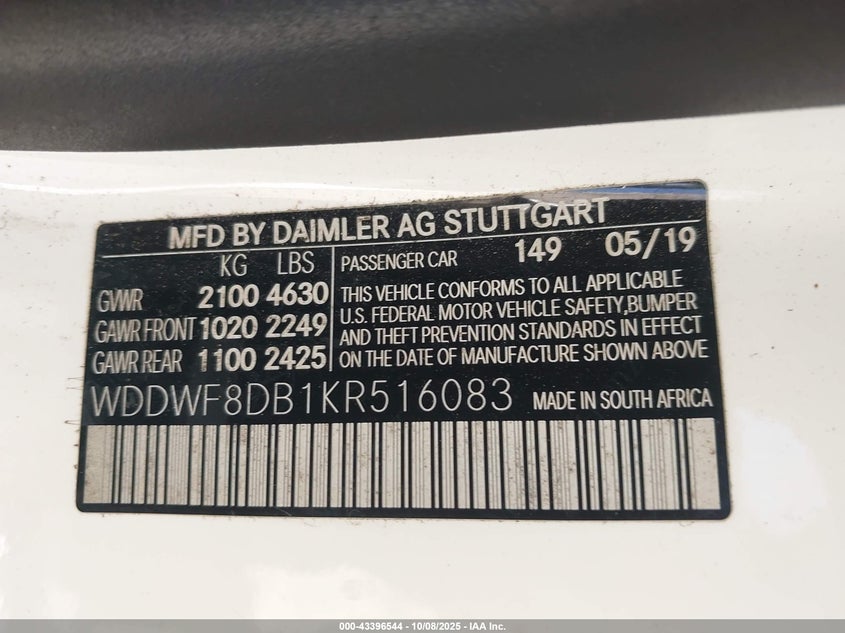 MFD BY DAIMLER AG STUTTGART
KG LBS
GVWR 2100 4630
GAWR FRONT 1020 2249
GAWR REAR 1100 2425
PASSENGER CAR 149 05/19
THIS VEHICLE CONFORMS TO ALL APPLICABLE
U.S. FEDERAL MOTOR VEHICLE SAFETY,BUMPER
AND THEFT PREVENTION STANDARDS IN EFFECT
ON THE DATE OF MANUFACTURE SHOWN ABOVE
WDDWF8DB1KR516083 MADE IN SOUTH AFRICA
000-43396544 - 10/08/2025 - IAA Inc.